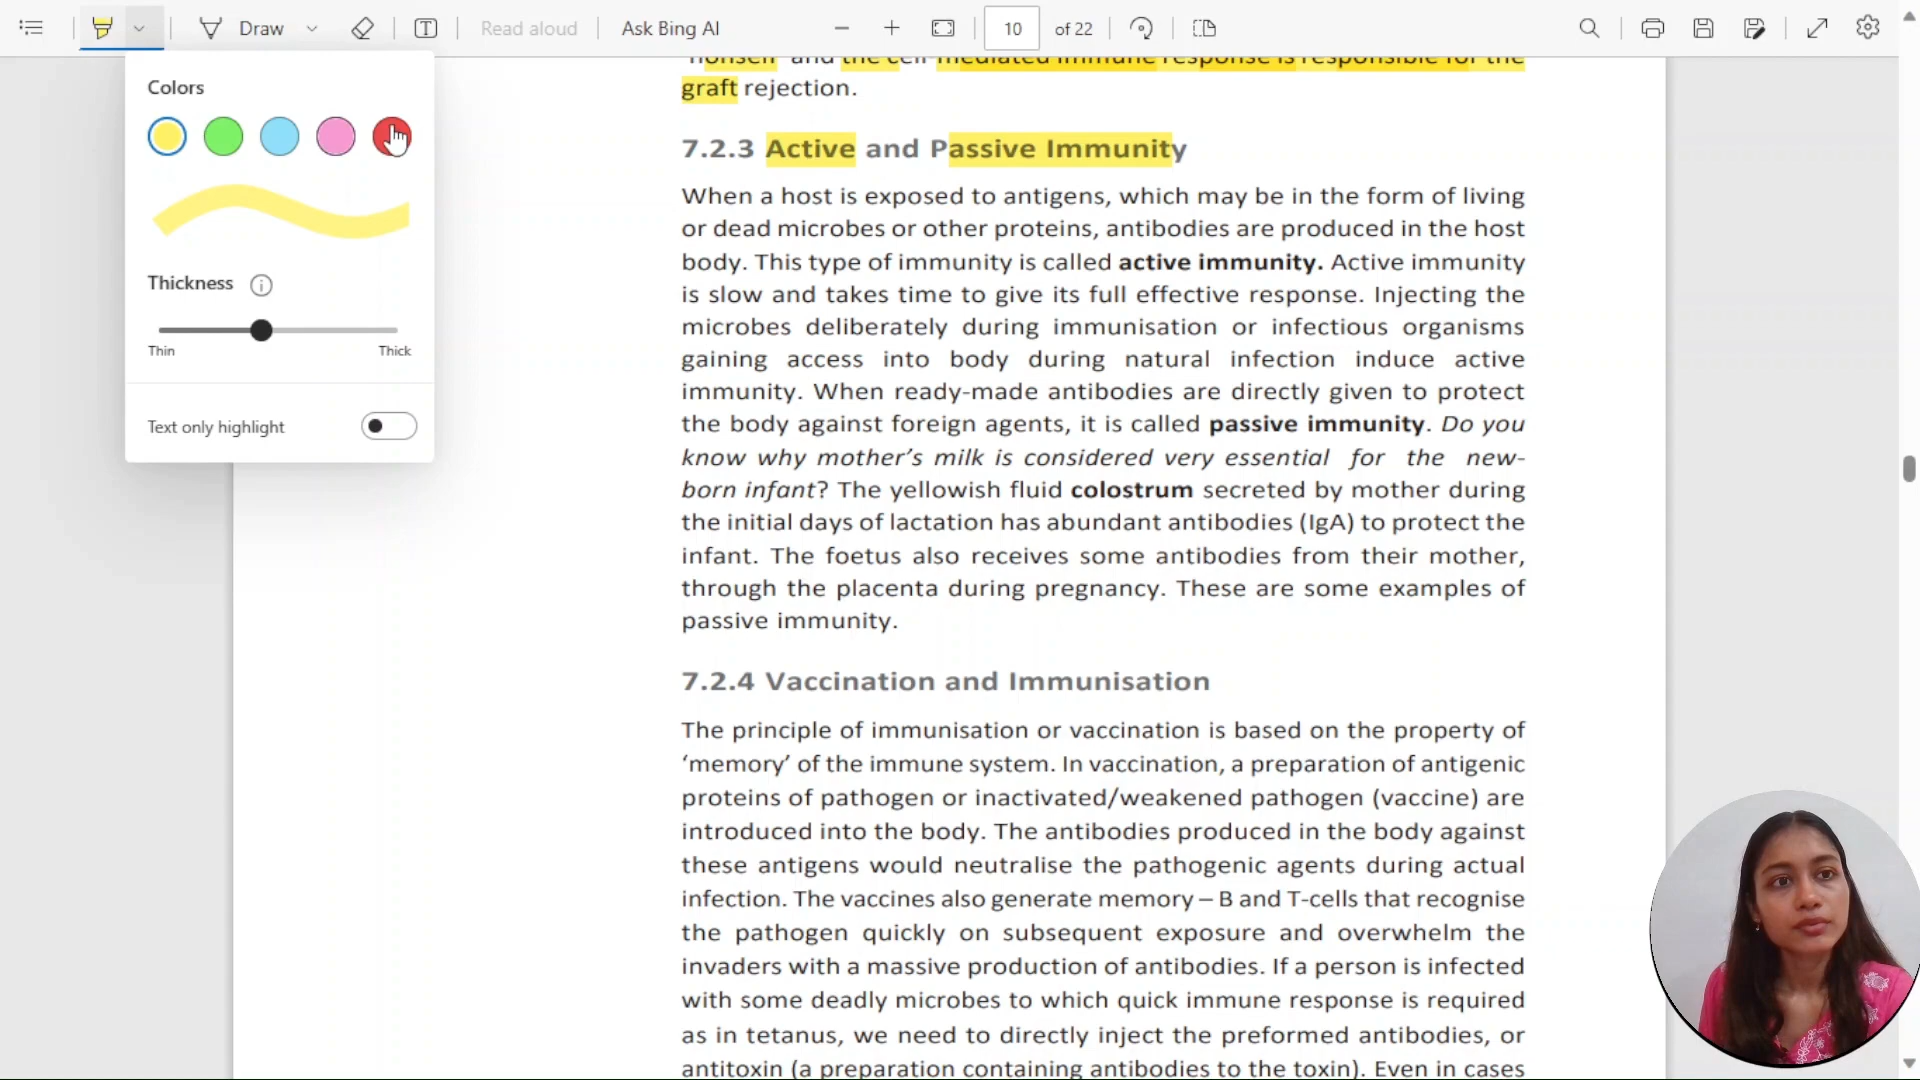 Draw
T
Read aloud
Ask Bing AI
10
of 22
Colors
Thickness
Thin
Thick
Text only highlight
"nonself" and the cell-mediated immune response is responsible for the
graft rejection.
7.2.3 Active and Passive Immunity
When a host is exposed to antigens, which may be in the form of living
or dead microbes or other proteins, antibodies are produced in the host
body. This type of immunity is called active immunity. Active immunity
is slow and takes time to give its full effective response. Injecting the
microbes deliberately during immunisation or infectious organisms
gaining access into body during natural infection induce active
immunity. When ready-made antibodies are directly given to protect
the body against foreign agents, it is called passive immunity. Do you
know why mother’s milk is considered very essential for the new-
born infant? The yellowish fluid colostrum secreted by mother during
the initial days of lactation has abundant antibodies (IgA) to protect the
infant. The foetus also receives some antibodies from their mother,
through the placenta during pregnancy. These are some examples of
passive immunity.
7.2.4 Vaccination and Immunisation
The principle of immunisation or vaccination is based on the property of
‘memory’ of the immune system. In vaccination, a preparation of antigenic
proteins of pathogen or inactivated/weakened pathogen (vaccine) are
introduced into the body. The antibodies produced in the body against
these antigens would neutralise the pathogenic agents during actual
infection. The vaccines also generate memory – B and T-cells that recognise
the pathogen quickly on subsequent exposure and overwhelm the
invaders with a massive production of antibodies. If a person is infected
with some deadly microbes to which quick immune response is required
as in tetanus, we need to directly inject the preformed antibodies, or
antitoxin (a preparation containing antibodies to the toxin). Even in cases